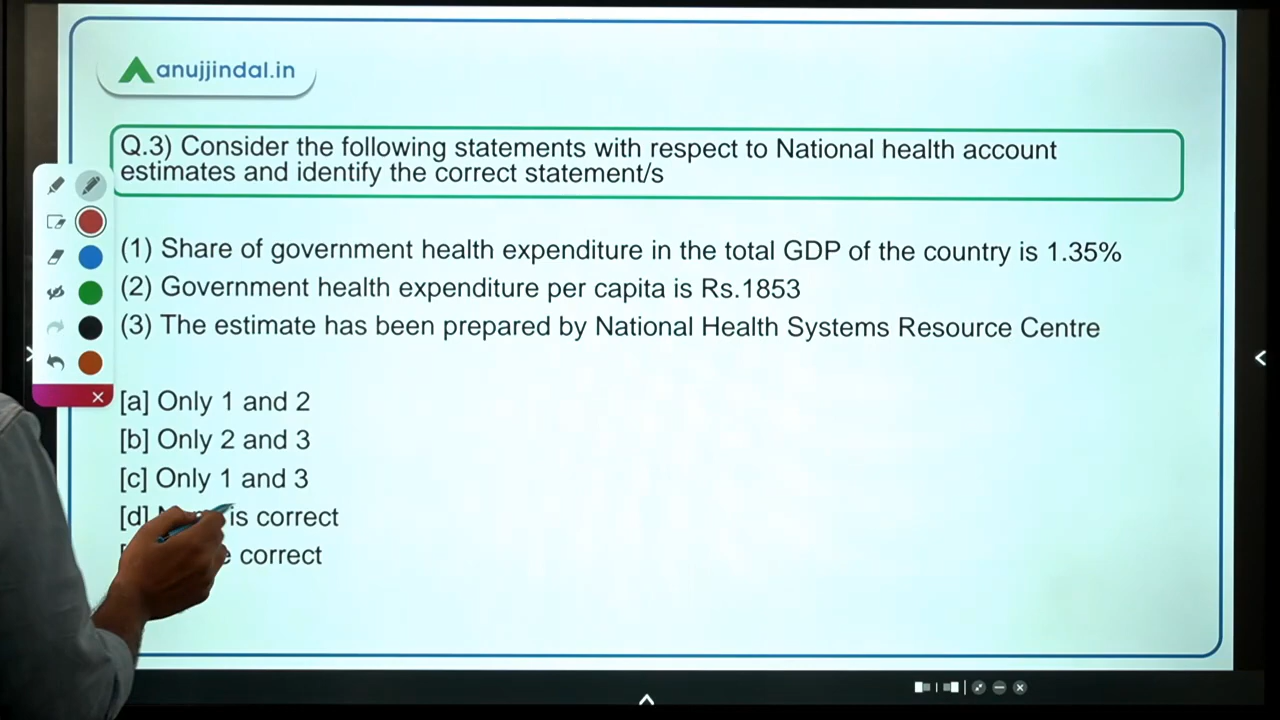 anujjindal.in
Q.3) Consider the following statements with respect to National health account
estimates and identify the correct statement/s
(1) Share of government health expenditure in the total GDP of the country is 1.35%
(2) Government health expenditure per capita is Rs.1853
(3) The estimate has been prepared by National Health Systems Resource Centre
[a] Only 1 and 2
[b] Only 2 and 3
[c] Only 1 and 3
[d] is correct
correct